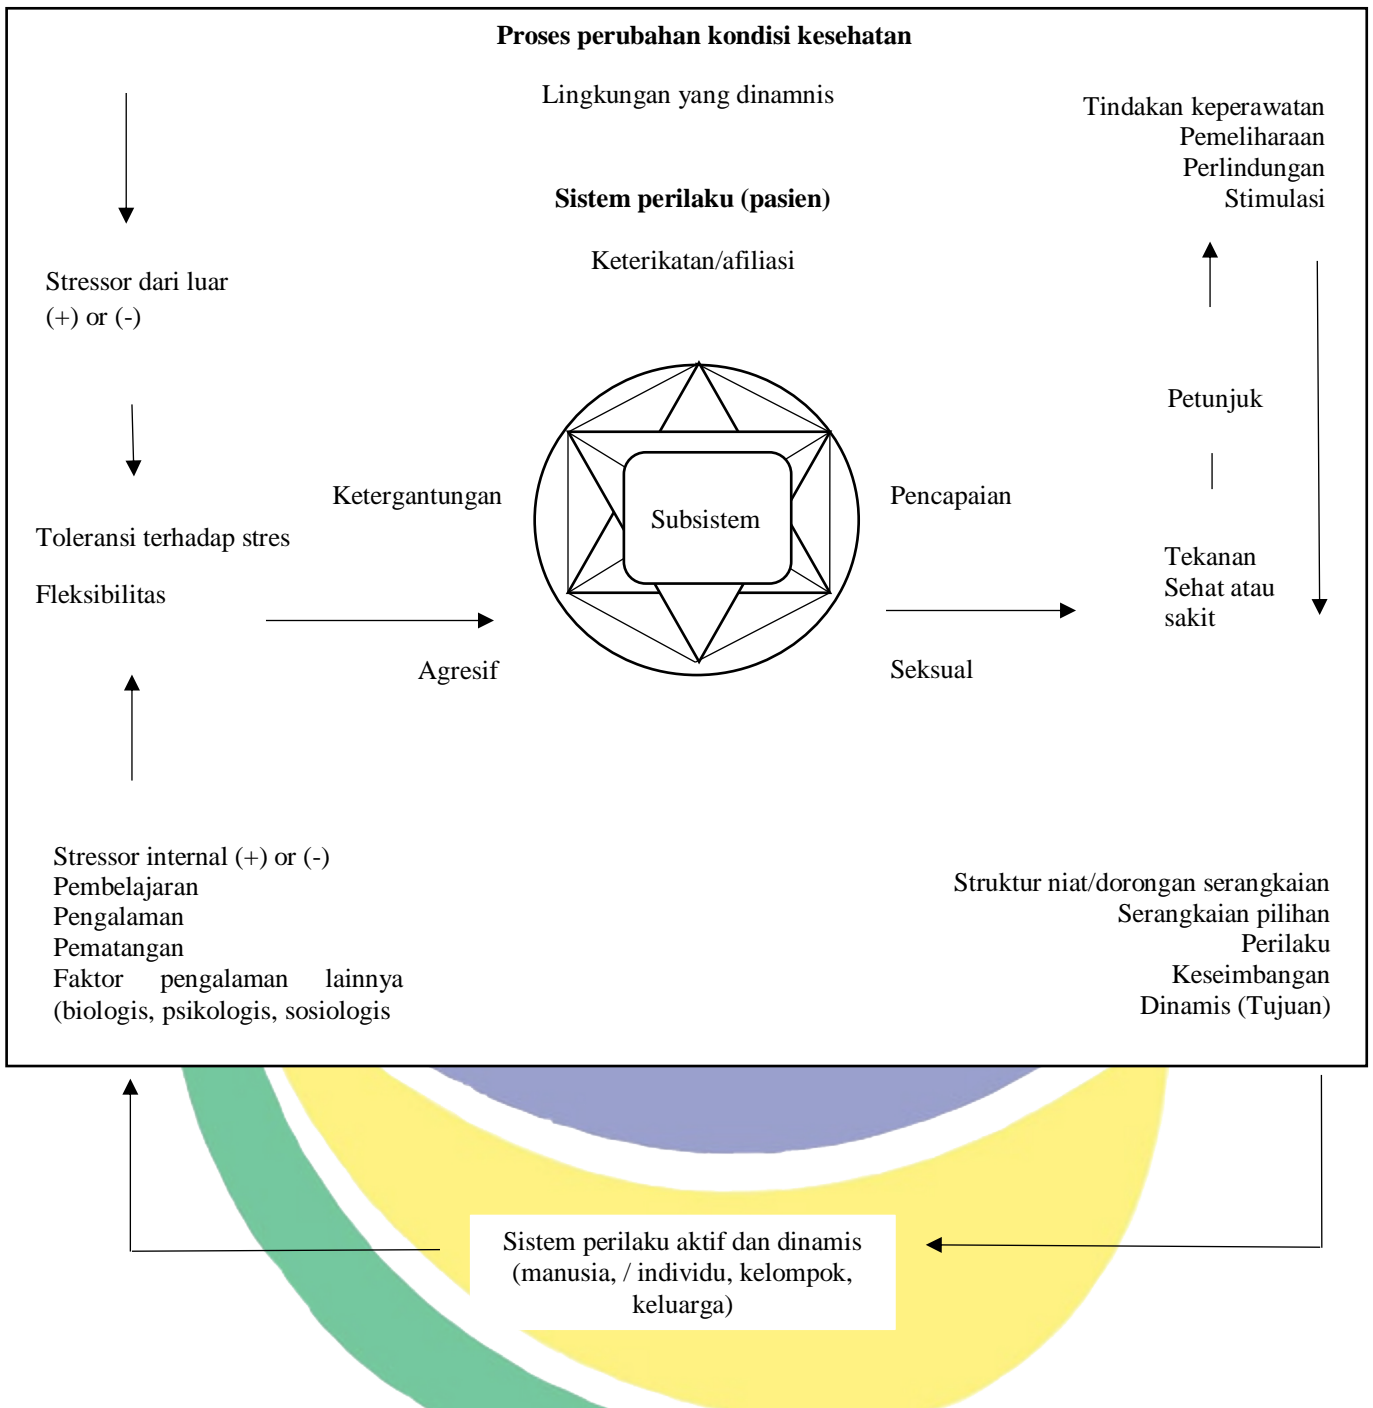 Proses perubahan kondisi kesehatan
Lingkungan yang dinamnis
Tindakan keperawatan
Pemeliharaan
Perlindungan
Stimulasi
Sistem perilaku (pasien)
Keterikatan/afiliasi
Stressor dari luar
(+) or (-)
Petunjuk
Ketergantungan
Pencapaian
Subsistem
Toleransi terhadap stres
Fleksibilitas
Tekanan
Sehat atau
sakit
Agresif
Seksual
Stressor internal (+) or (-)
Pembelajaran
Pengalaman
Pematangan
Faktor pengalaman lainnya
(biologis, psikologis, sosiologis
Struktur niat/dorongan serangkaian
Serangkaian pilihan
Perilaku
Keseimbangan
Dinamis (Tujuan)
Sistem perilaku aktif dan dinamis
(manusia, / individu, kelompok,
keluarga)